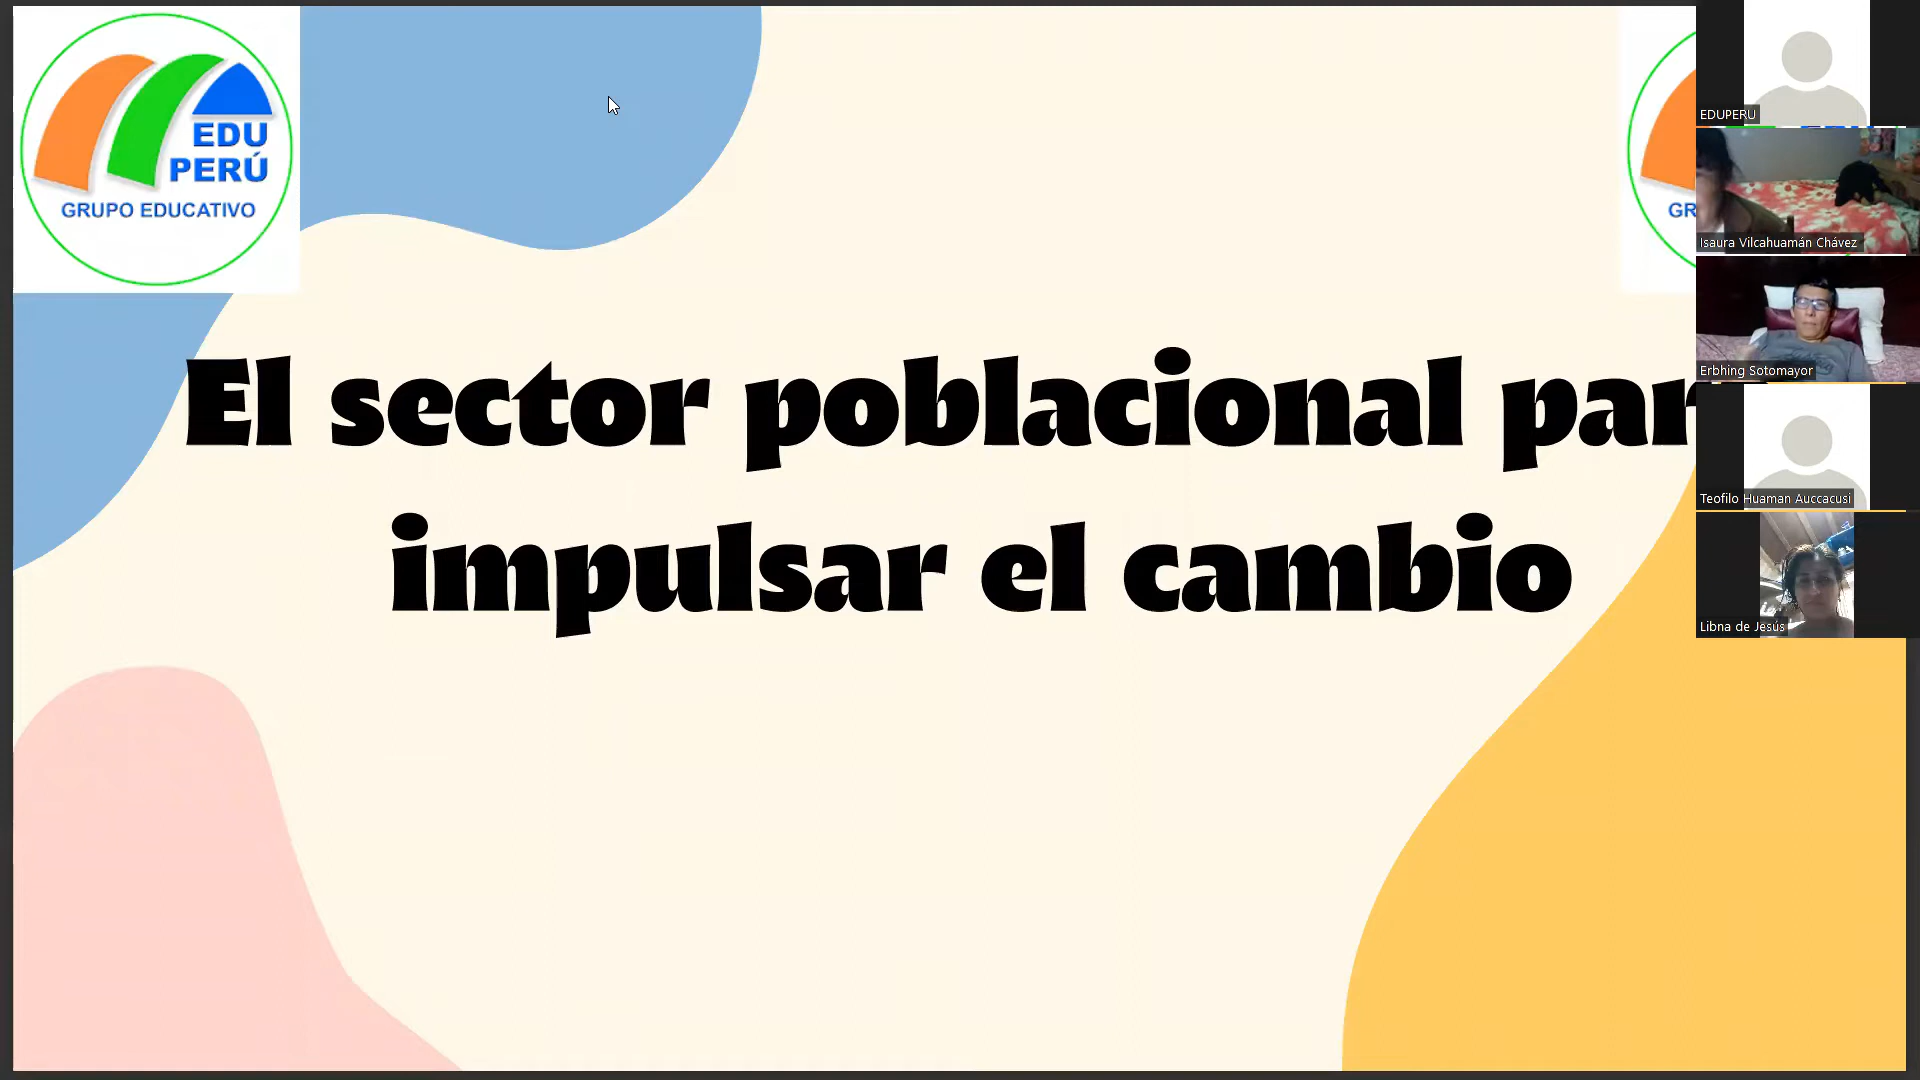 EDU
PERÚ
GRUPO EDUCATIVO
GR
El sector poblacional par
impulsar el cambio
EDUPERU
Isaura Vilcahuamán Chávez
Erbhing Sotomayor
Teofilo Huaman Auccacusi
Libna de Jesús